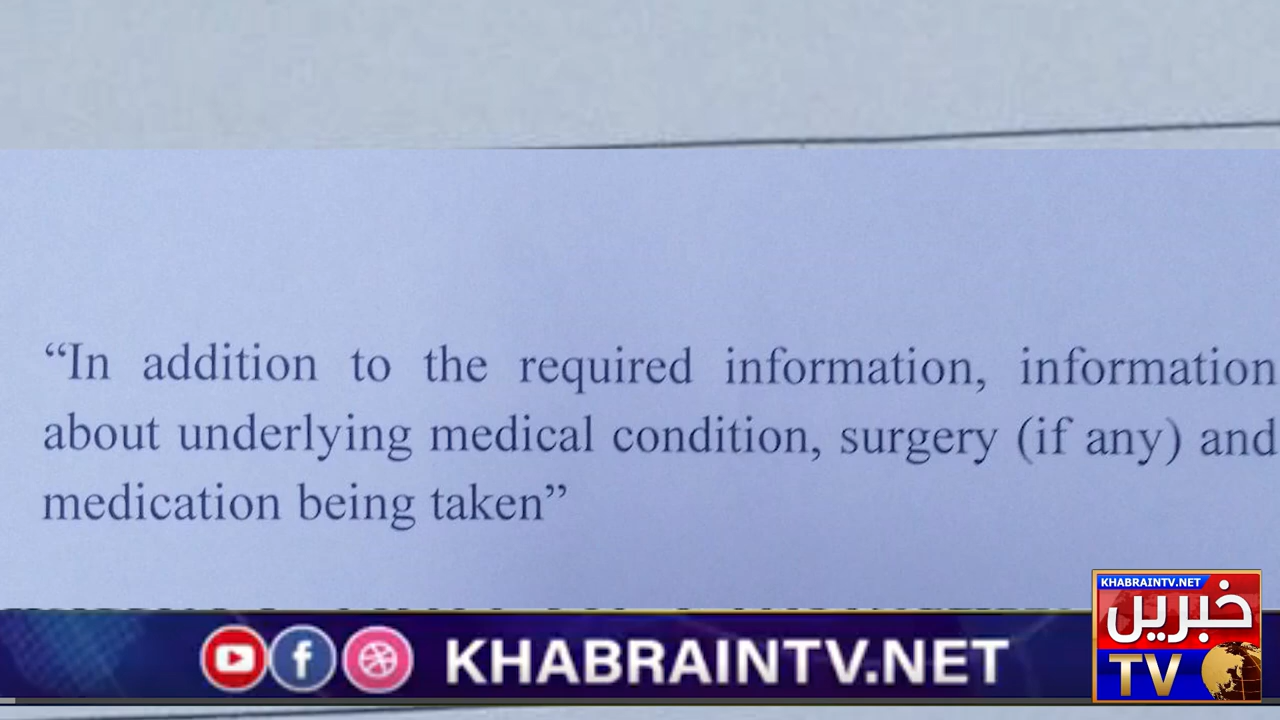 “In addition to the required information, information
about underlying medical condition, surgery (if any) and
medication being taken”
KHABRAINTV.NET
خبریں
TV
KHABRAINTV.NET